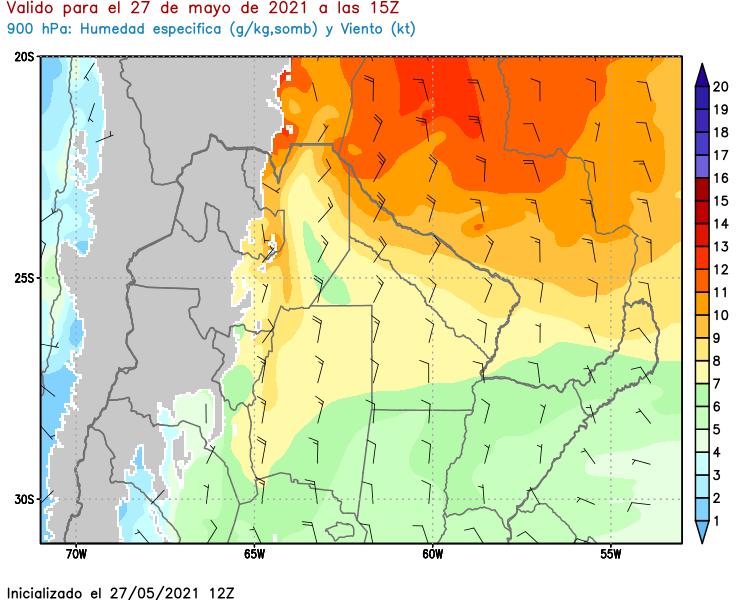 Valido para el 27 de mayo de 2021 a las 15Z
900 hPa: Humedad especifica (g/kg,somb) y Viento (kt)
20S
25S
30S
70W
65W
60W
55W
20
19
18
17
16
15
14
13
12
11
10
9
8
7
6
5
4
3
2
1
Inicializado el 27/05/2021 12Z